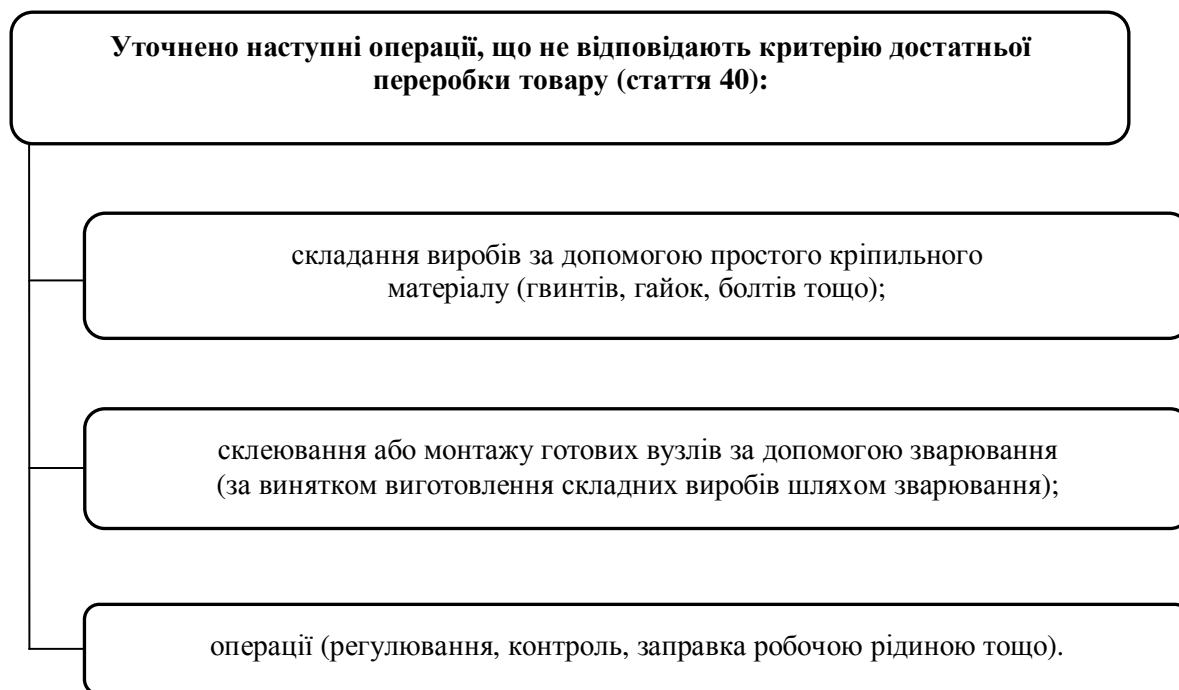 Уточнено наступні операції, що не відповідають критерію достатньої
переробки товару (стаття 40):
складання виробів за допомогою простого кріпильного
матеріалу (гвинтів, гайок, болтів тощо);
склеювання або монтажу готових вузлів за допомогою зварювання
(за винятком виготовлення складних виробів шляхом зварювання);
операції (регулювання, контроль, заправка робочою рідиною тощо).